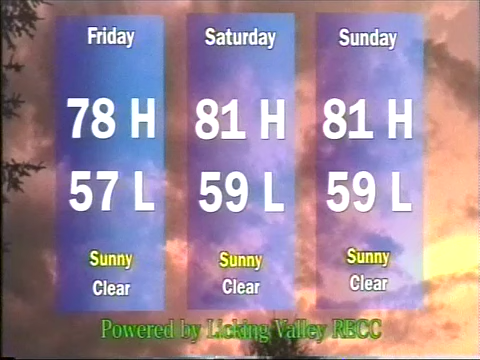 Friday
78 H
57 L
Sunny
Clear
Saturday
81 H
59 L
Sunny
Clear
Sunday
81 H
59 L
Sunny
Clear
Powered by Licking Valley RECC